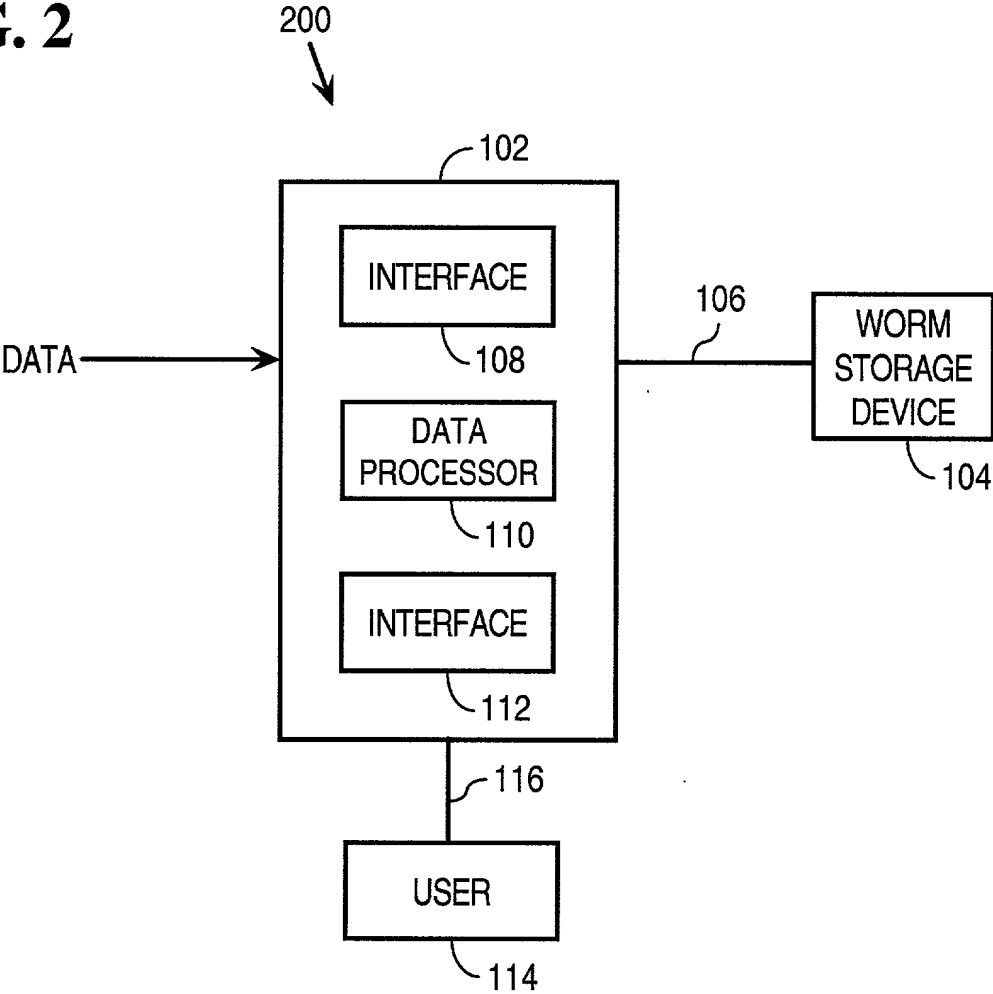 G. 2
200
102
INTERFACE
108
106
WORM
STORAGE
DEVICE
104
DATA
DATA
PROCESSOR
110
INTERFACE
112
116
USER
114